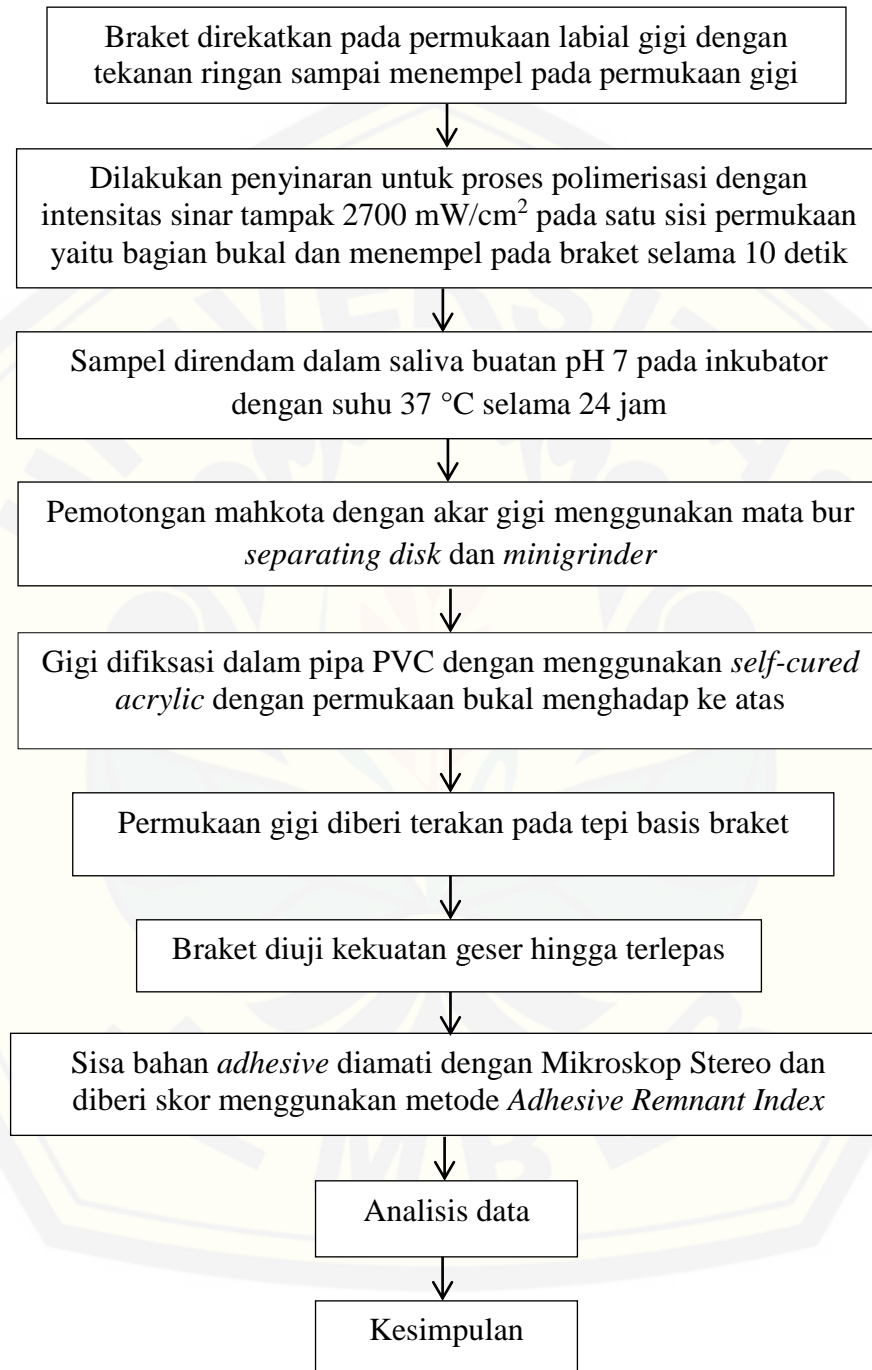 Braket direkatkan pada permukaan labial gigi dengan
tekanan ringan sampai menempel pada permukaan gigi
Dilakukan penyinaran untuk proses polimerisasi dengan
intensitas sinar tampak 2700 mW/cm² pada satu sisi permukaan
yaitu bagian bukal dan menempel pada braket selama 10 detik
Sampel direndam dalam saliva buatan pH 7 pada inkubator
dengan suhu 37 °C selama 24 jam
Pemotongan mahkota dengan akar gigi menggunakan mata bur
separating disk dan minigrinder
Gigi difiksasi dalam pipa PVC dengan menggunakan self-cured
acrylic dengan permukaan bukal menghadap ke atas
Permukaan gigi diberi terakan pada tepi basis braket
Braket diuji kekuatan geser hingga terlepas
Sisa bahan adhesive diamati dengan Mikroskop Stereo dan
diberi skor menggunakan metode Adhesive Remnant Index
Analisis data
Kesimpulan